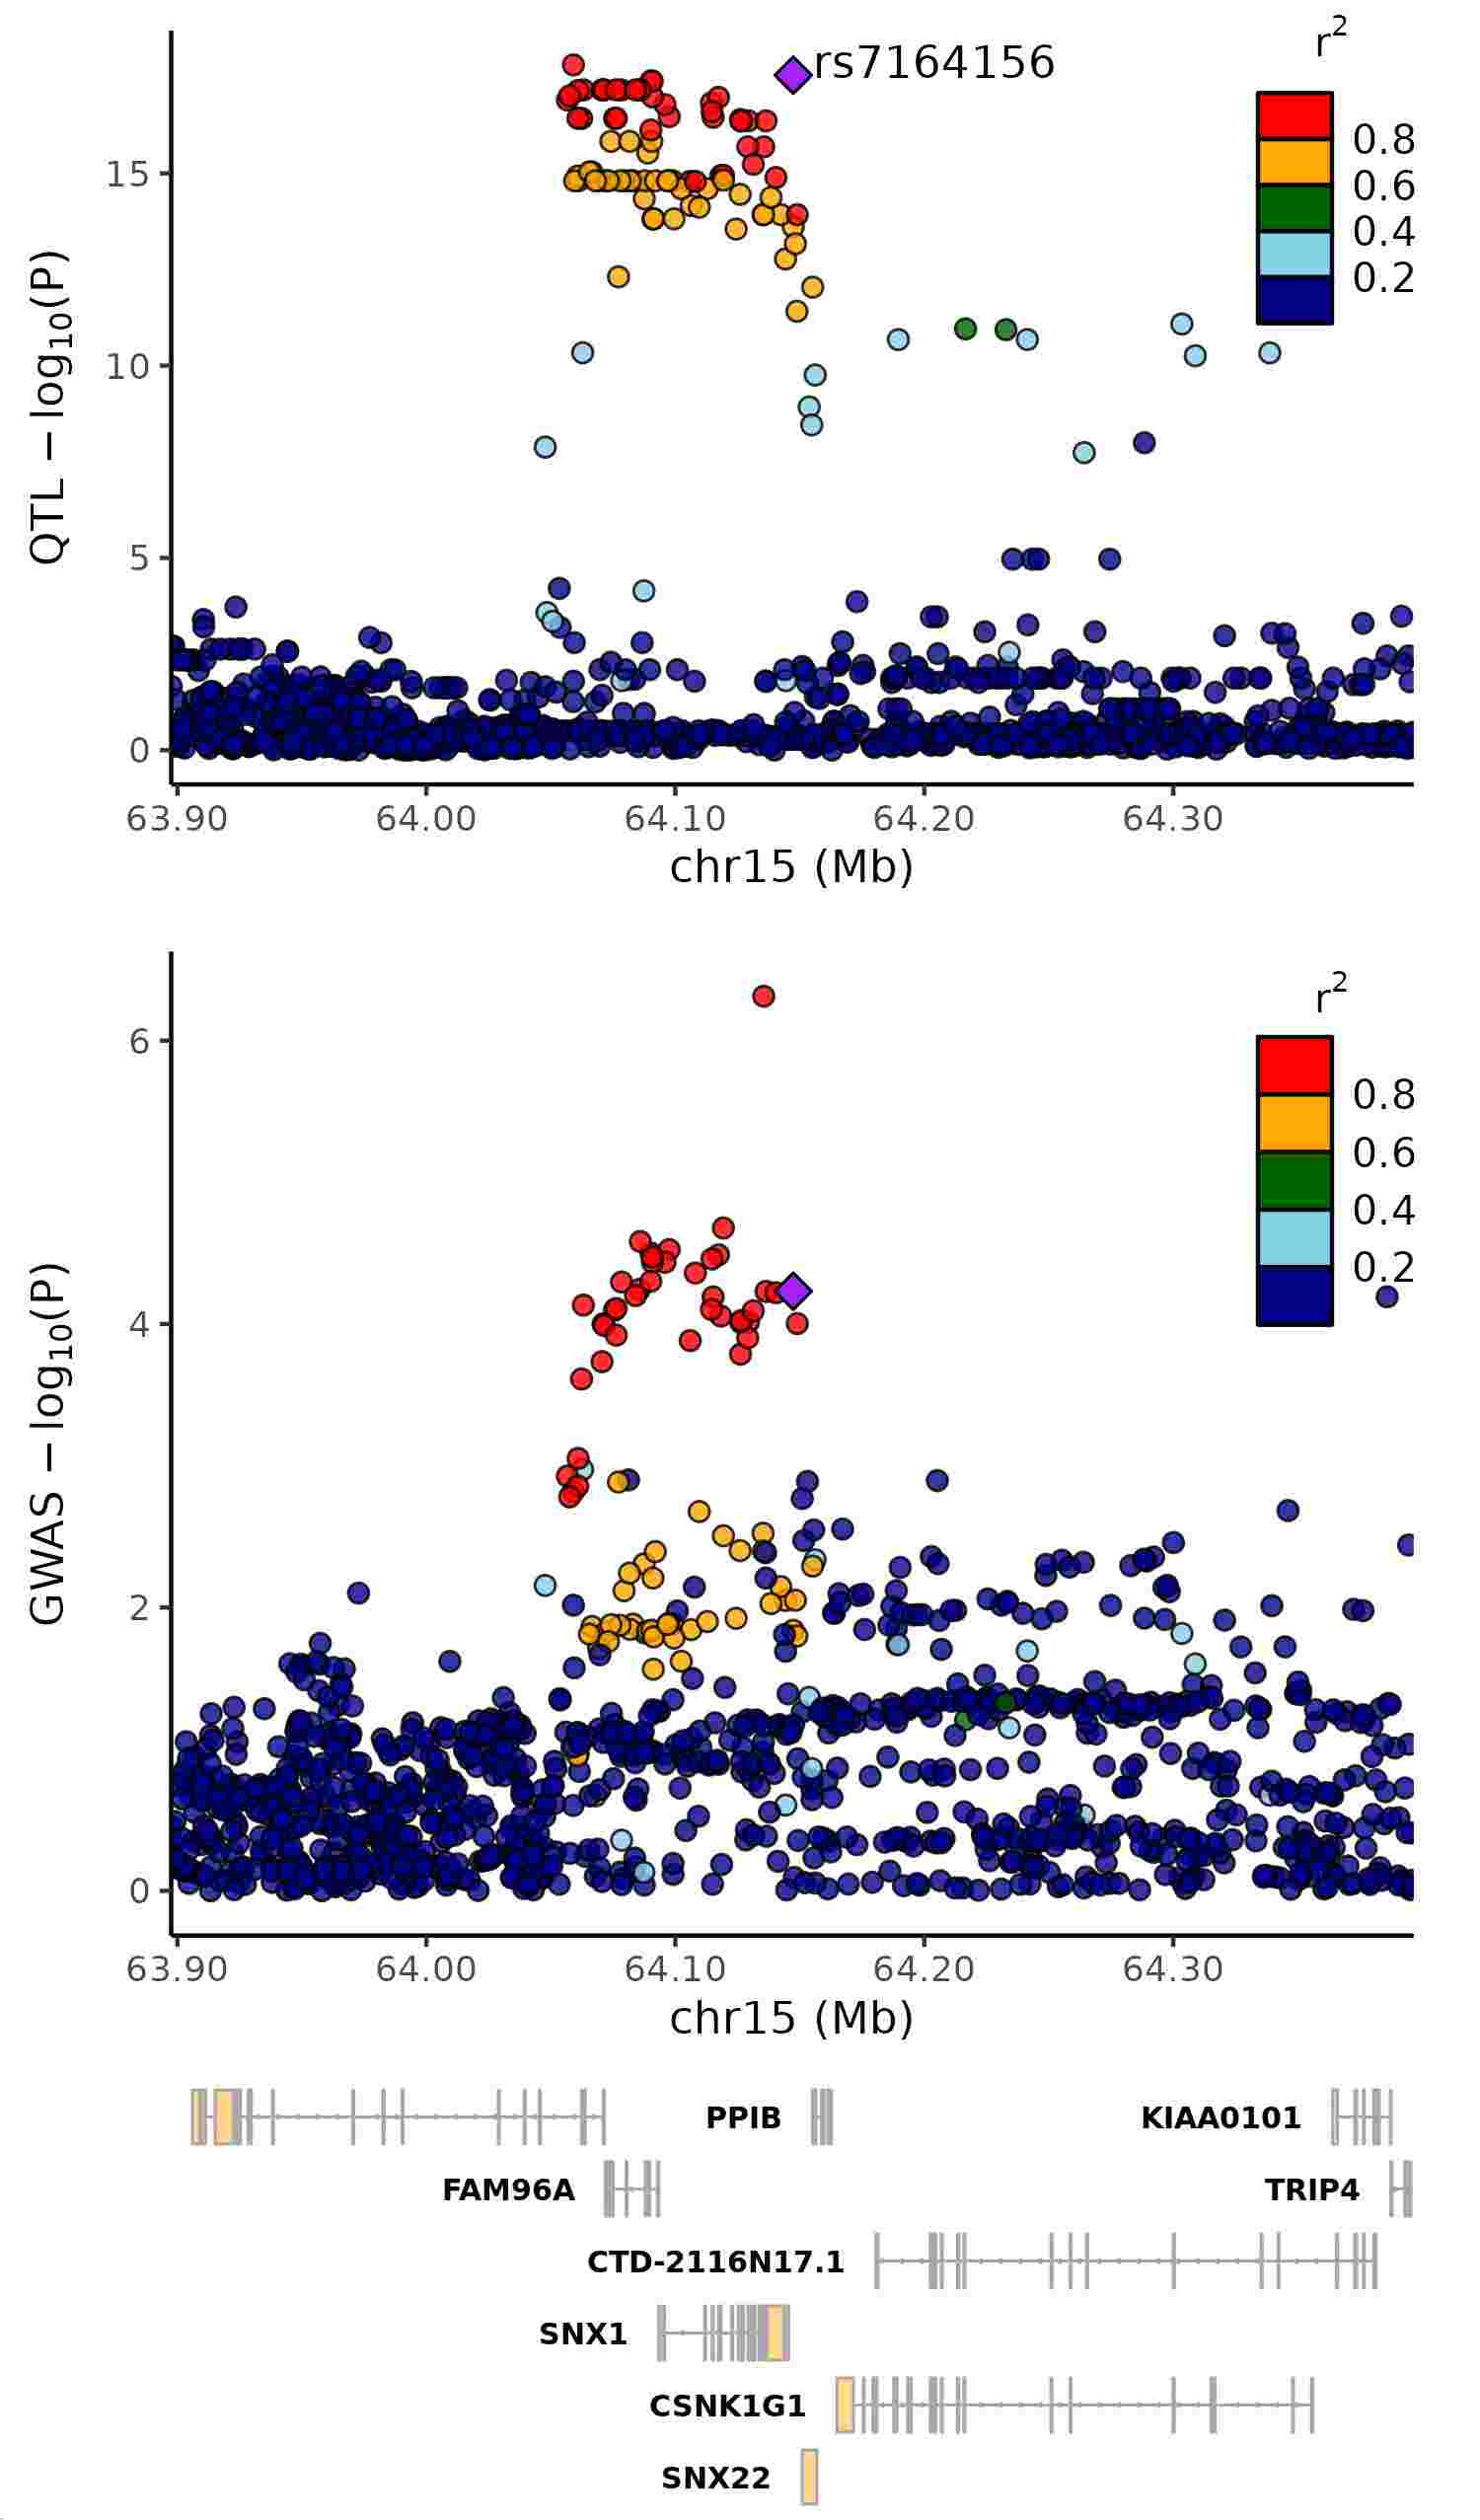 rs7164156
r2
0.8
0.6
0.4
0.2
QTL −log10(P)
15
10
5
0
63.90 64.00 64.10 64.20 64.30
chr15 (Mb)
r2
0.8
0.6
0.4
0.2
GWAS −log10(P)
6
4
2
0
63.90 64.00 64.10 64.20 64.30
chr15 (Mb)
PPIB KIAA0101
FAM96A TRIP4
CTD-2116N17.1
SNX1
CSNK1G1
SNX22